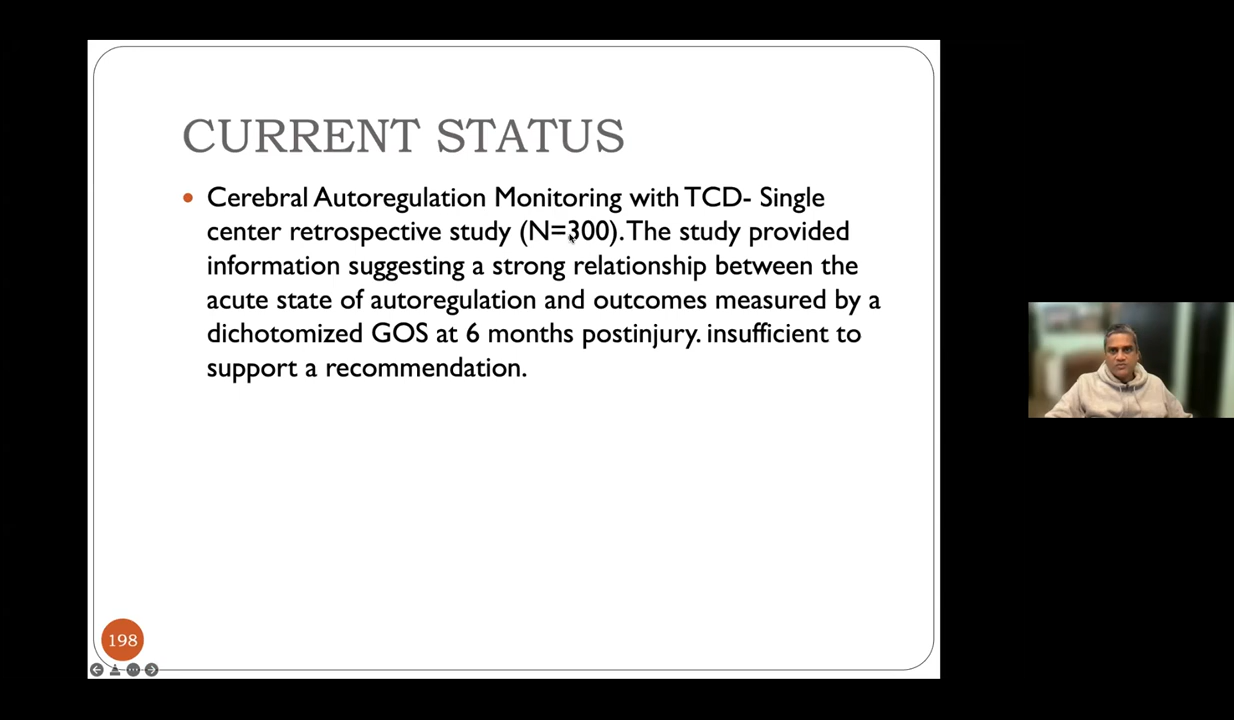 CURRENT STATUS
Cerebral Autoregulation Monitoring with TCD- Single
center retrospective study (N=300). The study provided
information suggesting a strong relationship between the
acute state of autoregulation and outcomes measured by a
dichotomized GOS at 6 months postinjury. insufficient to
support a recommendation.
198